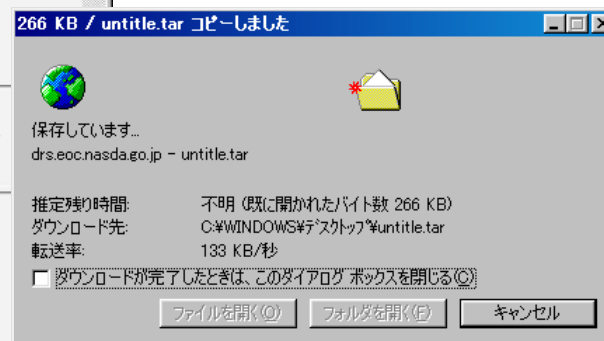 266 KB / untitle.tar コピーしました
保存しています...
drs.eoc.nasda.go.jp - untitle.tar
推定残り時間: 不明 (既に開かれたバイト数 266 KB)
ダウンロード先: C:¥WINDOWS¥デスクトップ¥untitle.tar
転送率: 133 KB/秒
ダウンロードが完了したときは、このダイアログ ボックスを閉じる(C)
ファイルを開く(O) フォルダを開く(F) キャンセル